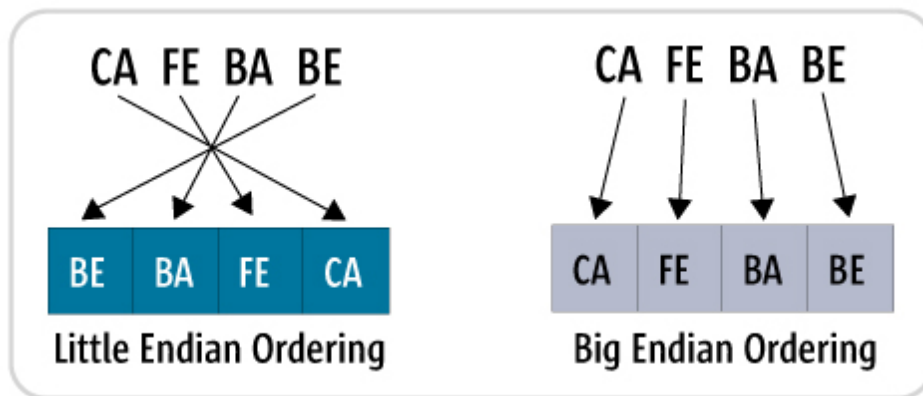 CA FE BA BE
BE BA FE CA
Little Endian Ordering
CA FE BA BE
CA FE BA BE
Big Endian Ordering